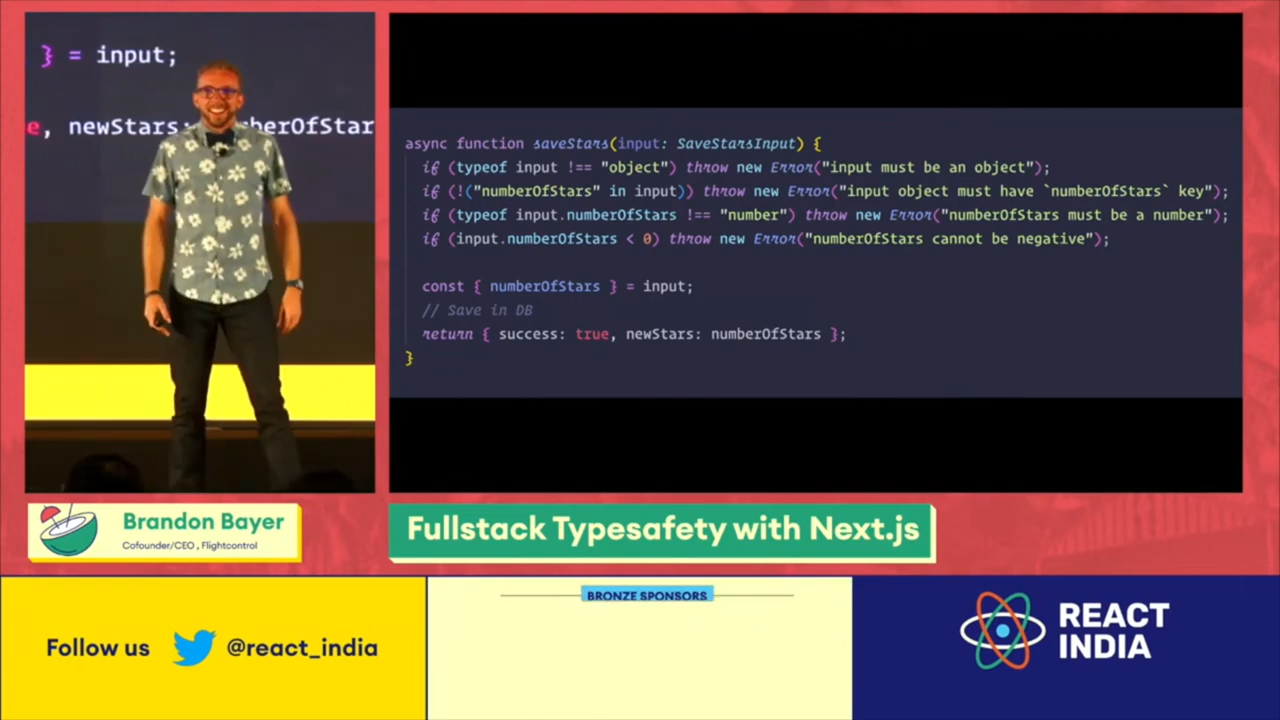 } = input;
e, newStars: numberOfStar
async function saveStars(input: SaveStarsInput) {
if (typeof input !== "object") throw new Error("input must be an object");
if (!("numberOfStars" in input)) throw new Error("input object must have `numberOfStars` key");
if (typeof input.numberOfStars !== "number") throw new Error("numberOfStars must be a number");
if (input.numberOfStars < 0) throw new Error("numberOfStars cannot be negative");
const { numberOfStars } = input;
// Save in DB
return { success: true, newStars: numberOfStars };
}
Brandon Bayer
Cofounder/CEO , Flightcontrol
Fullstack Typesafety with Next.js
Follow us @react_india
BRONZE SPONSORS
REACT
INDIA